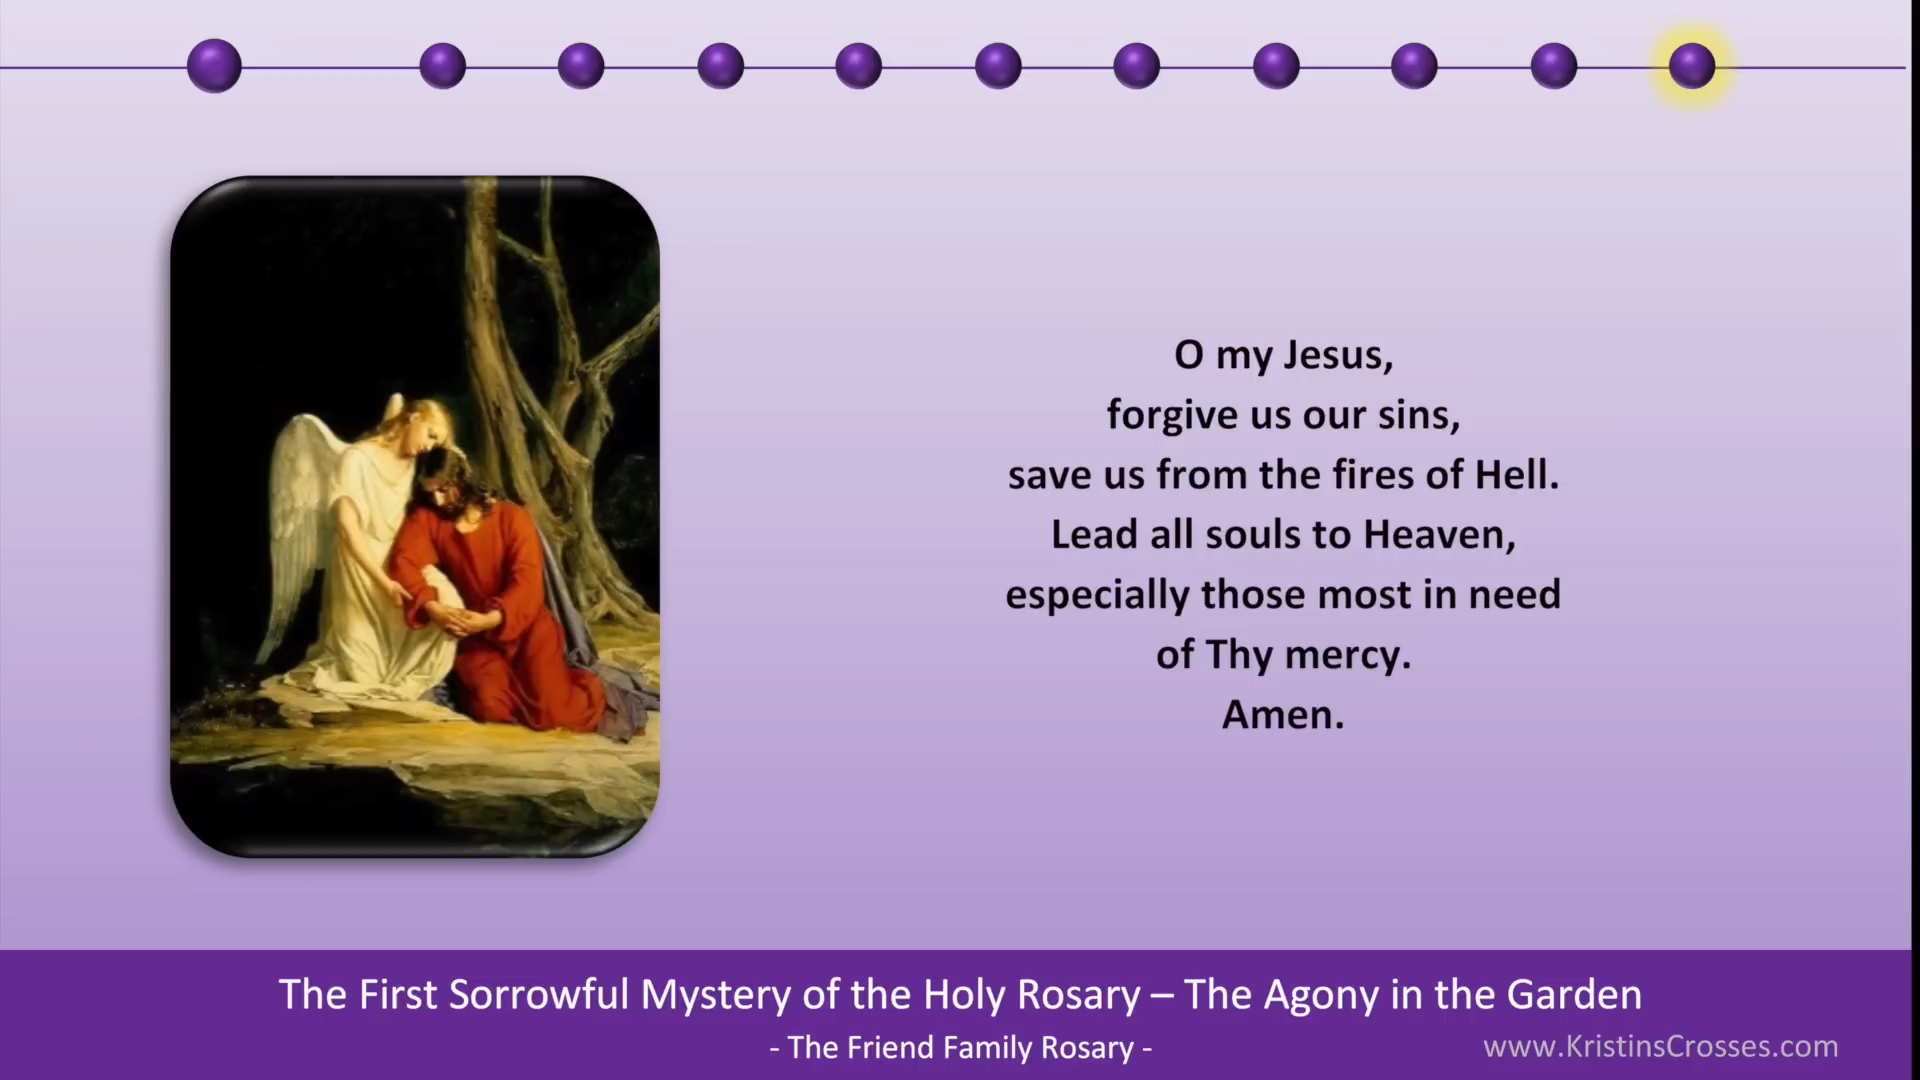 O my Jesus,
forgive us our sins,
save us from the fires of Hell.
Lead all souls to Heaven,
especially those most in need
of Thy mercy.
Amen.
The First Sorrowful Mystery of the Holy Rosary – The Agony in the Garden
- The Friend Family Rosary -
www.KristinsCrosses.com